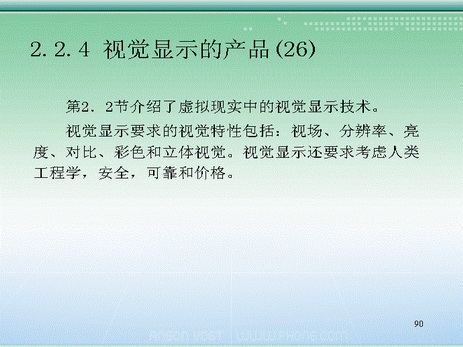 2.2.4 视觉显示的产品(26)
第2．2节介绍了虚拟现实中的视觉显示技术。
视觉显示要求的视觉特性包括：视场、分辨率、亮
度、对比、彩色和立体视觉。视觉显示还要求考虑人类
工程学，安全，可靠和价格。
90